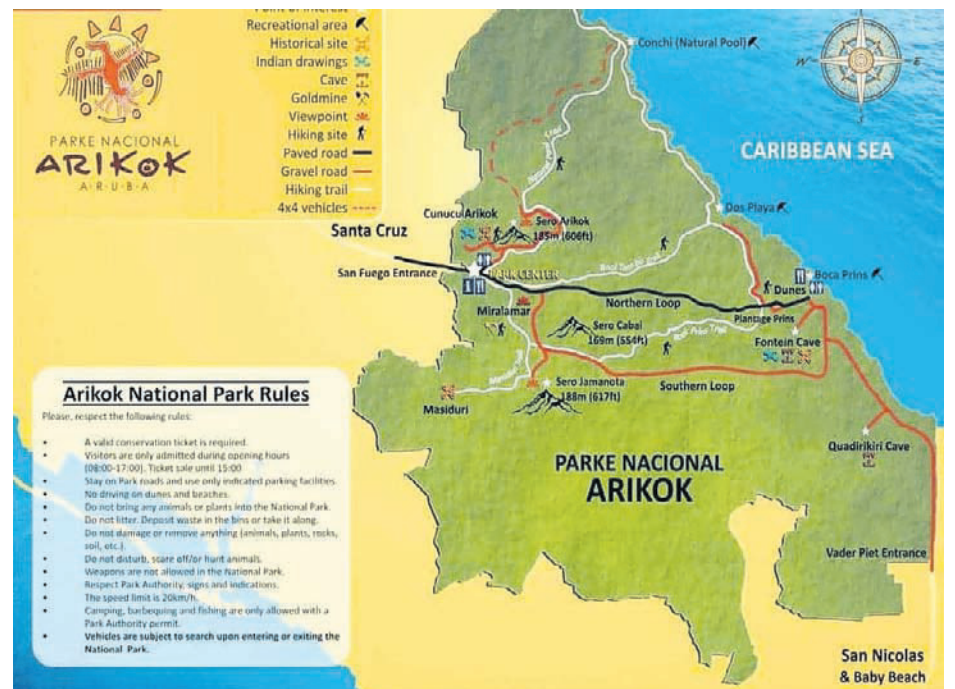 Point of Interest
Recreational area
Historical site
Indian drawings
Cave
Goldmine
Viewpoint
Hiking site
Paved road
Gravel road
Hiking trail
4x4 vehicles
PARKE NACIONAL
ARIKOK
A·R·U·B·A
W
E
Conchi (Natural Pool)
CARIBBEAN SEA
Dos Playa
Cunucu Arikok
Sero Arikok
185m (606ft)
Santa Cruz
San Fuego Entrance
PARK CENTER
Boca Prins
Dunes
Miralamar
Northern Loop
Plantage Prins
Sero Cabai
169m (554ft)
Fontein Cave
Sero Jamanota
188m (617ft)
Southern Loop
Masiduri
Quadirikiri Cave
PARKE NACIONAL
ARIKOK
Vader Piet Entrance
San Nicolas
& Baby Beach
Arikok National Park Rules
Please, respect the following rules:
• A valid conservation ticket is required.
• Visitors are only admitted during opening hours
(08:00-17:00). Ticket sale until 15:00
• Stay on Park roads and use only indicated parking facilities.
• No driving on dunes and beaches.
• Do not bring any animals or plants into the National Park.
• Do not litter. Deposit waste in the bins or take it along.
• Do not damage or remove anything (animals, plants, rocks,
soil, etc.).
• Do not disturb, scare off/or hunt animals.
• Weapons are not allowed in the National Park.
• Respect Park Authority, signs and indications.
• The speed limit is 20km/h.
• Camping, barbequing and fishing are only allowed with a
Park Authority permit.
• Vehicles are subject to search upon entering or exiting the
National Park.